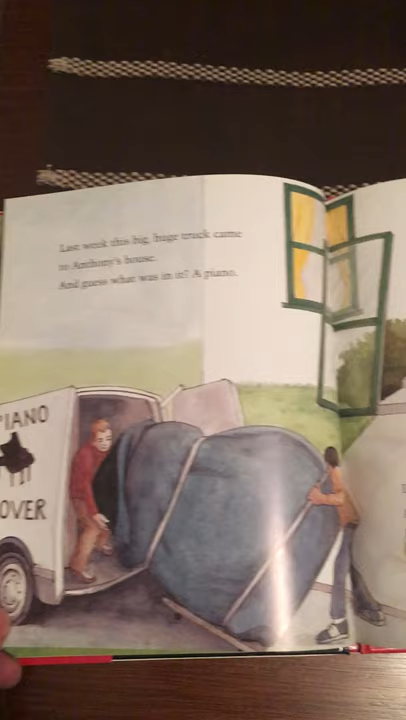 Last week this big, huge truck came
to Anthony's house.
And guess what was in it? A piano.
PIANO
OVER